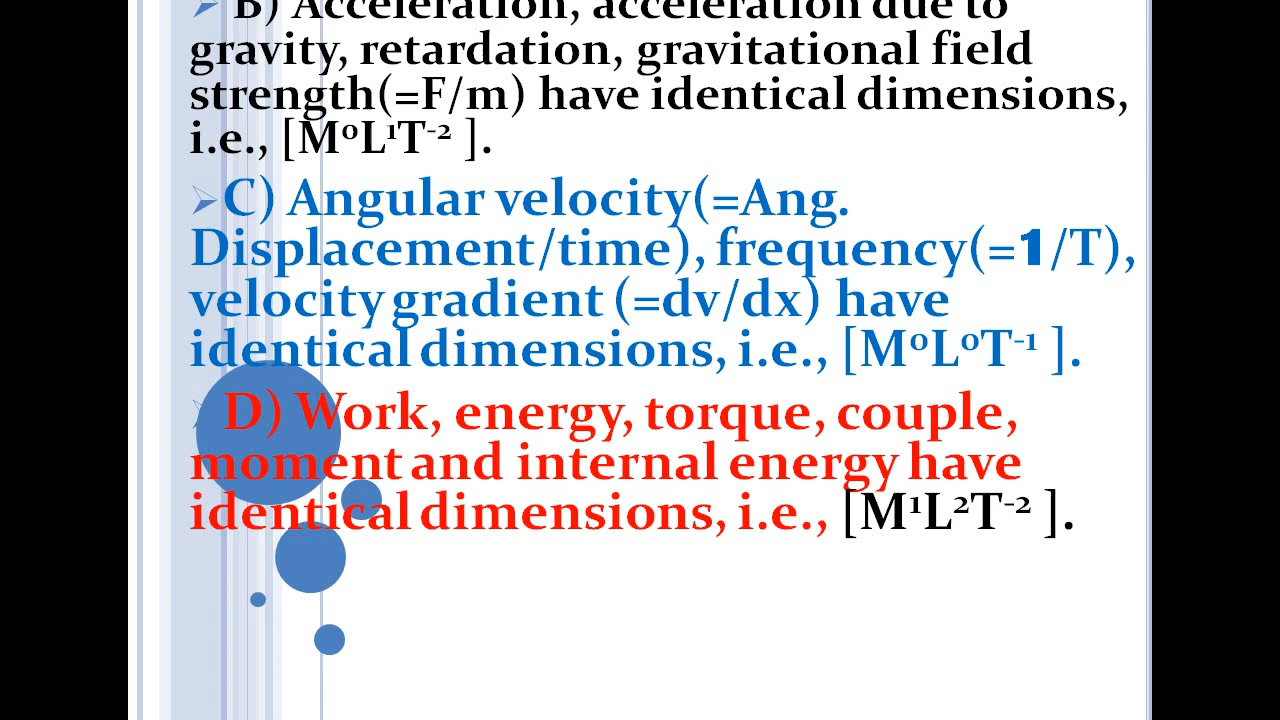 B) Acceleration, acceleration due to
gravity, retardation, gravitational field
strength(=F/m) have identical dimensions,
i.e., [M⁰L¹T⁻² ].
C) Angular velocity(=Ang.
Displacement/time), frequency(=1/T),
velocity gradient (=dv/dx) have
identical dimensions, i.e., [M⁰L⁰T⁻¹ ].
D) Work, energy, torque, couple,
moment and internal energy have
identical dimensions, i.e., [M¹L²T⁻² ].